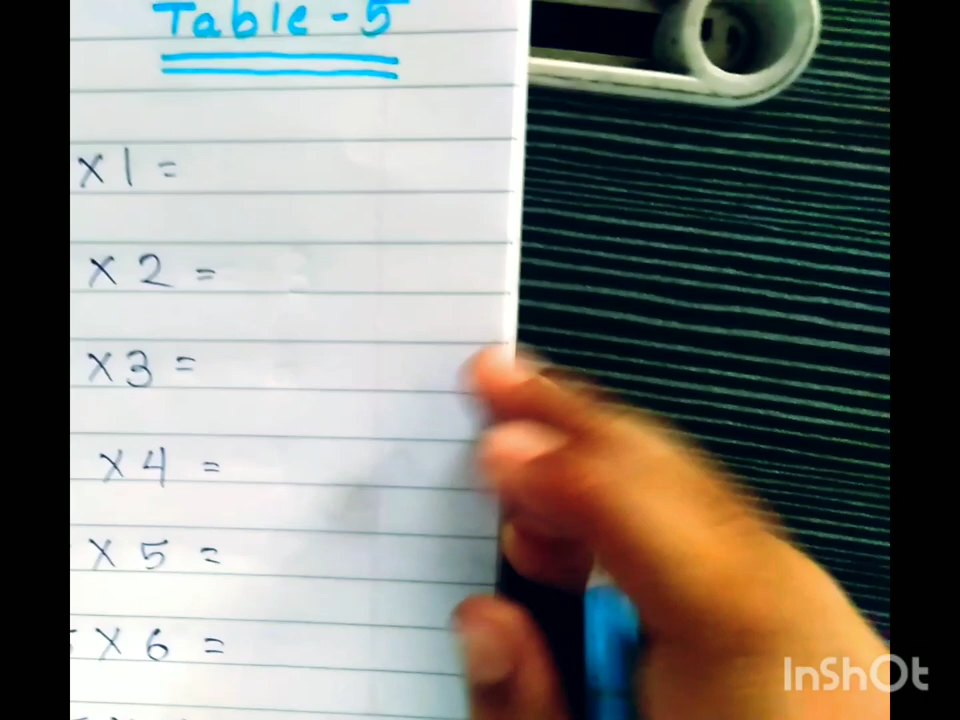 Table - 5
x 1 =
x 2 =
x 3 =
x 4 =
x 5 =
x 6 =
InShOt